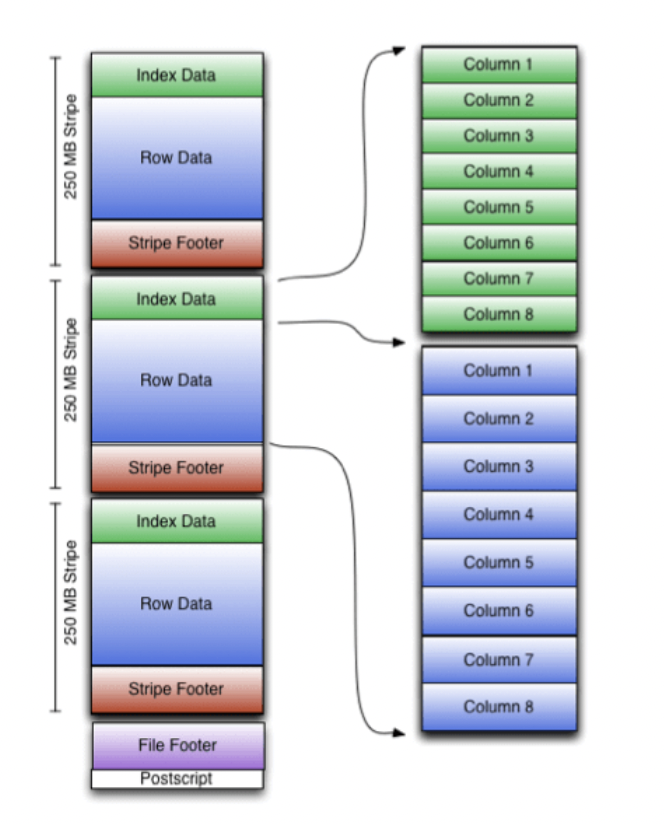 250 MB Stripe
Index Data
Row Data
Stripe Footer
250 MB Stripe
Index Data
Row Data
Stripe Footer
250 MB Stripe
Index Data
Row Data
Stripe Footer
File Footer
Postscript
Column 1
Column 2
Column 3
Column 4
Column 5
Column 6
Column 7
Column 8
Column 1
Column 2
Column 3
Column 4
Column 5
Column 6
Column 7
Column 8